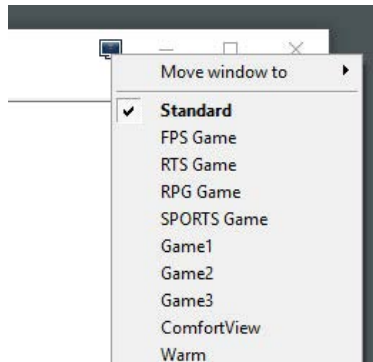 Move window to
Standard
FPS Game
RTS Game
RPG Game
SPORTS Game
Game1
Game2
Game3
ComfortView
Warm